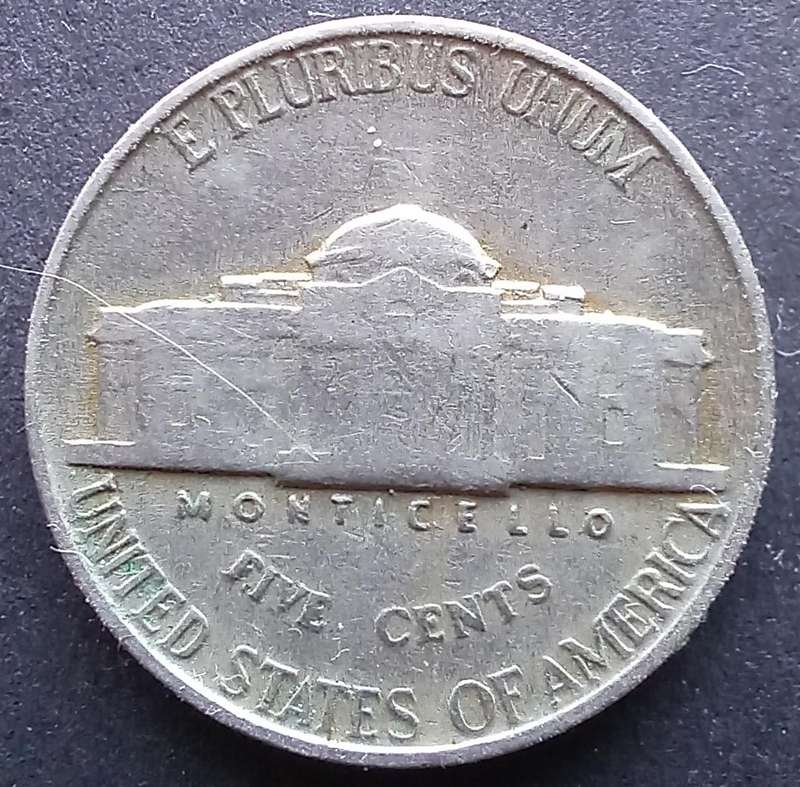 E PLURIBUS UNUM
MONTICELLO
FIVE CENTS
UNITED STATES OF AMERICA